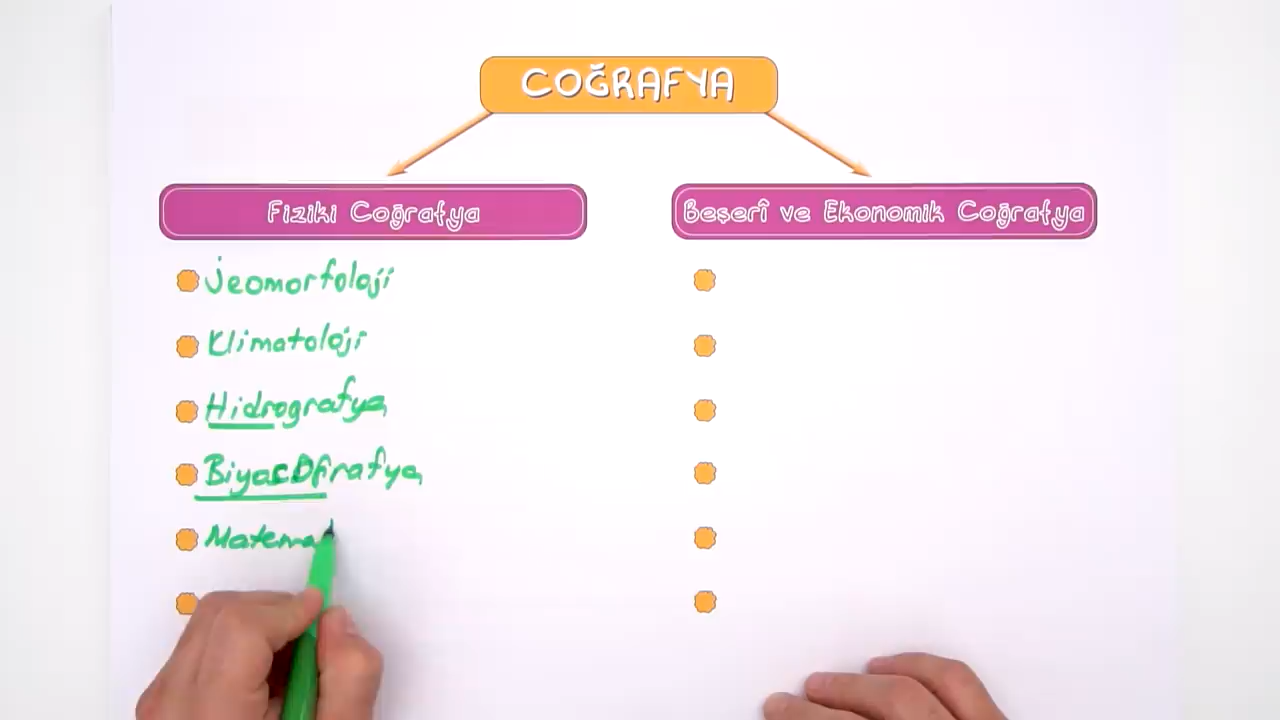 COĞRAFYA
Fiziki Coğrafya
Beşerî ve Ekonomik Coğrafya
Jeomorfoloji
Klimatoloji
Hidrografya
Matema